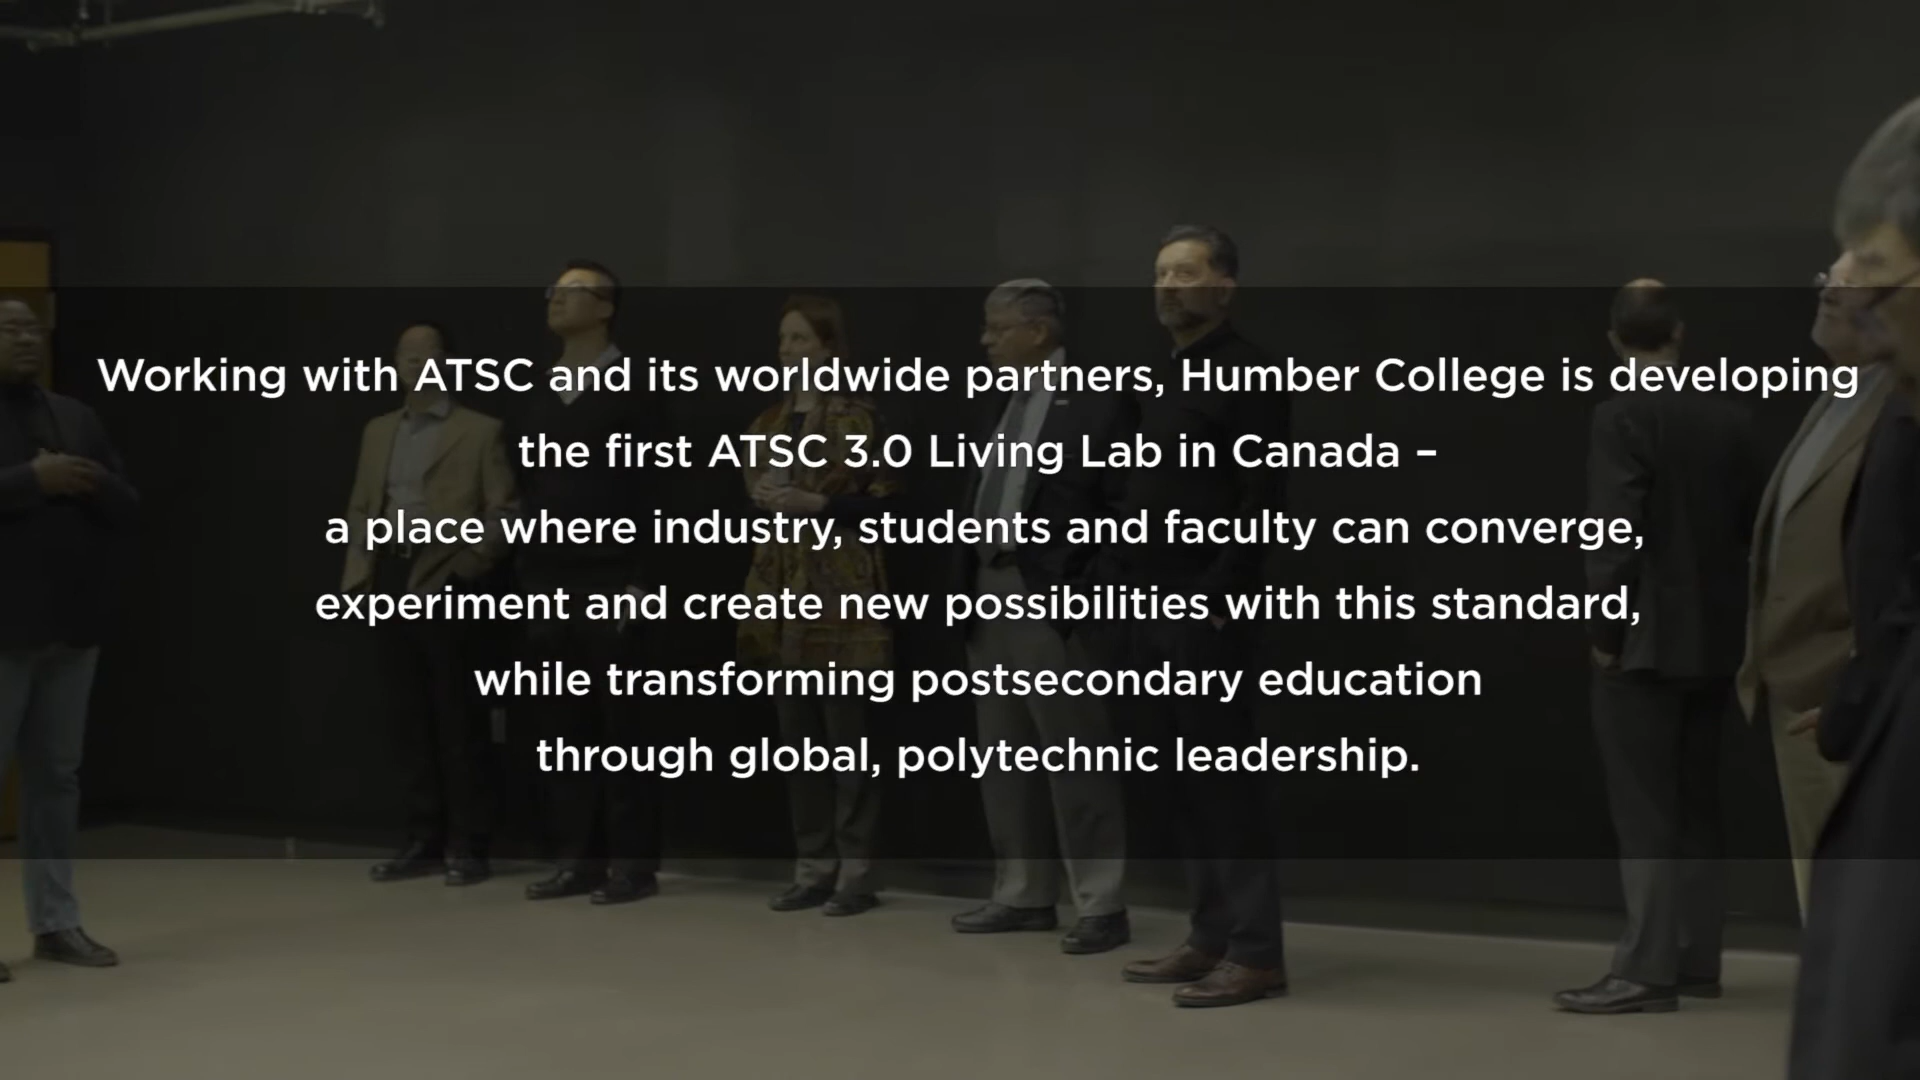 Working with ATSC and its worldwide partners, Humber College is developing
the first ATSC 3.0 Living Lab in Canada –
a place where industry, students and faculty can converge,
experiment and create new possibilities with this standard,
while transforming postsecondary education
through global, polytechnic leadership.